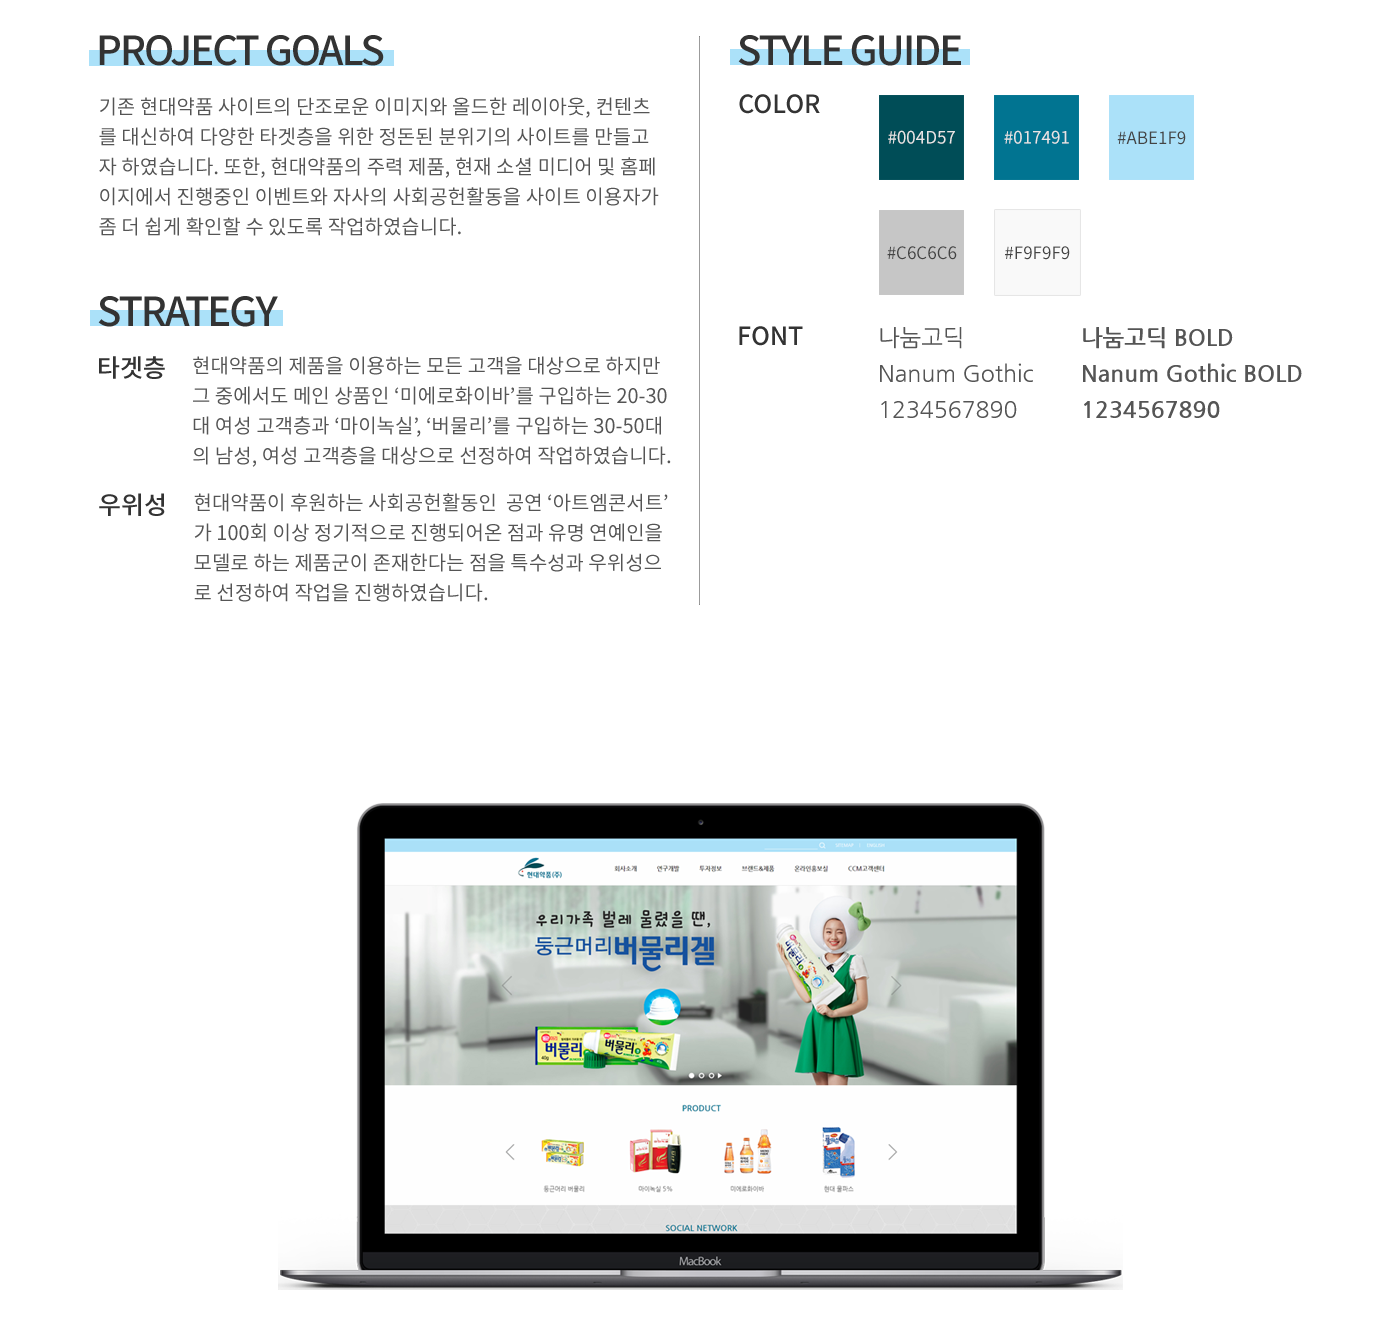 PROJECT GOALS
기존 현대약품 사이트의 단조로운 이미지와 올드한 레이아웃, 컨텐츠
를 대신하여 다양한 타겟층을 위한 정돈된 분위기의 사이트를 만들고
자 하였습니다. 또한, 현대약품의 주력 제품, 현재 소셜 미디어 및 홈페
이지에서 진행중인 이벤트와 자사의 사회공헌활동을 사이트 이용자가
좀 더 쉽게 확인할 수 있도록 작업하였습니다.
STRATEGY
타겟층
현대약품의 제품을 이용하는 모든 고객을 대상으로 하지만
그 중에서도 메인 상품인 ‘미에로화이바’를 구입하는 20-30
대 여성 고객층과 ‘마이녹실’, ‘버물리’를 구입하는 30-50대
의 남성, 여성 고객층을 대상으로 선정하여 작업하였습니다.
우위성
현대약품이 후원하는 사회공헌활동인 공연 ‘아트엠콘서트’
가 100회 이상 정기적으로 진행되어온 점과 유명 연예인을
모델로 하는 제품군이 존재한다는 점을 특수성과 우위성으
로 선정하여 작업을 진행하였습니다.
STYLE GUIDE
COLOR
#004D57 #017491 #ABE1F9
#C6C6C6 #F9F9F9
FONT
나눔고딕
Nanum Gothic
1234567890
나눔고딕 BOLD
Nanum Gothic BOLD
1234567890
SITEMAP | ENGLISH
현대약품(주)
회사소개 연구개발 투자정보 브랜드&제품 온라인홍보실 CCM고객센터
우리가족 벌레 물렸을 땐,
둥근머리버물리겔
버물리
버물리
버물리
PRODUCT
둥근머리 버물리 마이녹실 5% 미에로화이바 현대 물파스
SOCIAL NETWORK
MacBook